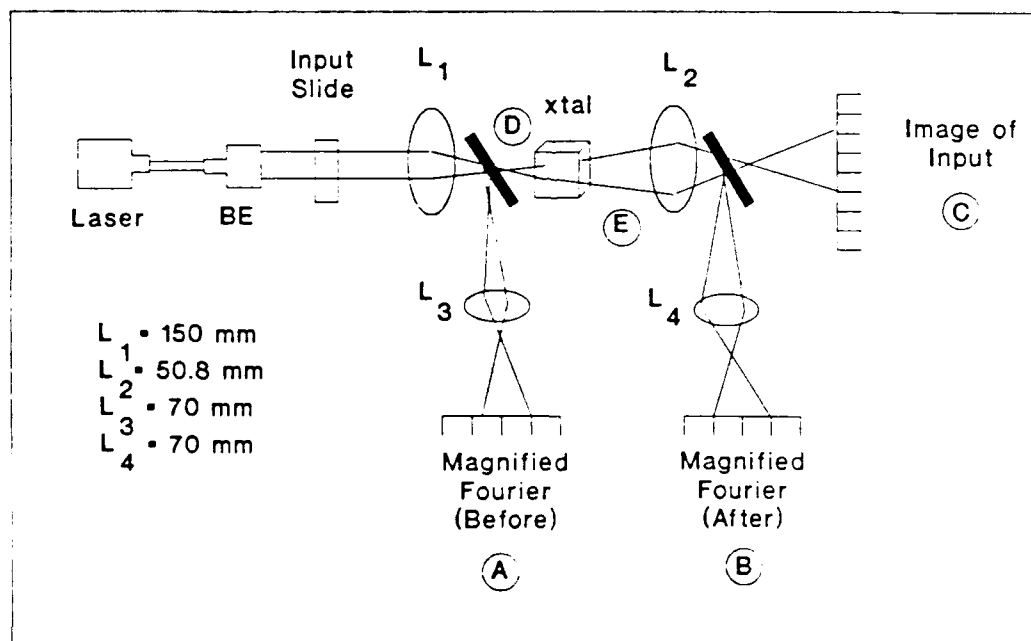 Input
Slide
L₁
D
xtal
L₂
Image of
Input
C
Laser
BE
E
L₃
L₄
L₁ = 150 mm
L₂ = 50.8 mm
L₃ = 70 mm
L₄ = 70 mm
Magnified
Fourier
(Before)
A
Magnified
Fourier
(After)
B